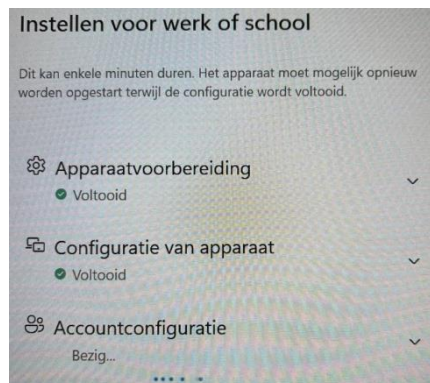 Instellen voor werk of school
Dit kan enkele minuten duren. Het apparaat moet mogelijk opnieuw
worden opgestart terwijl de configuratie wordt voltooid.
Apparaatvoorbereiding
Voltooid
Configuratie van apparaat
Voltooid
Accountconfiguratie
Bezig...